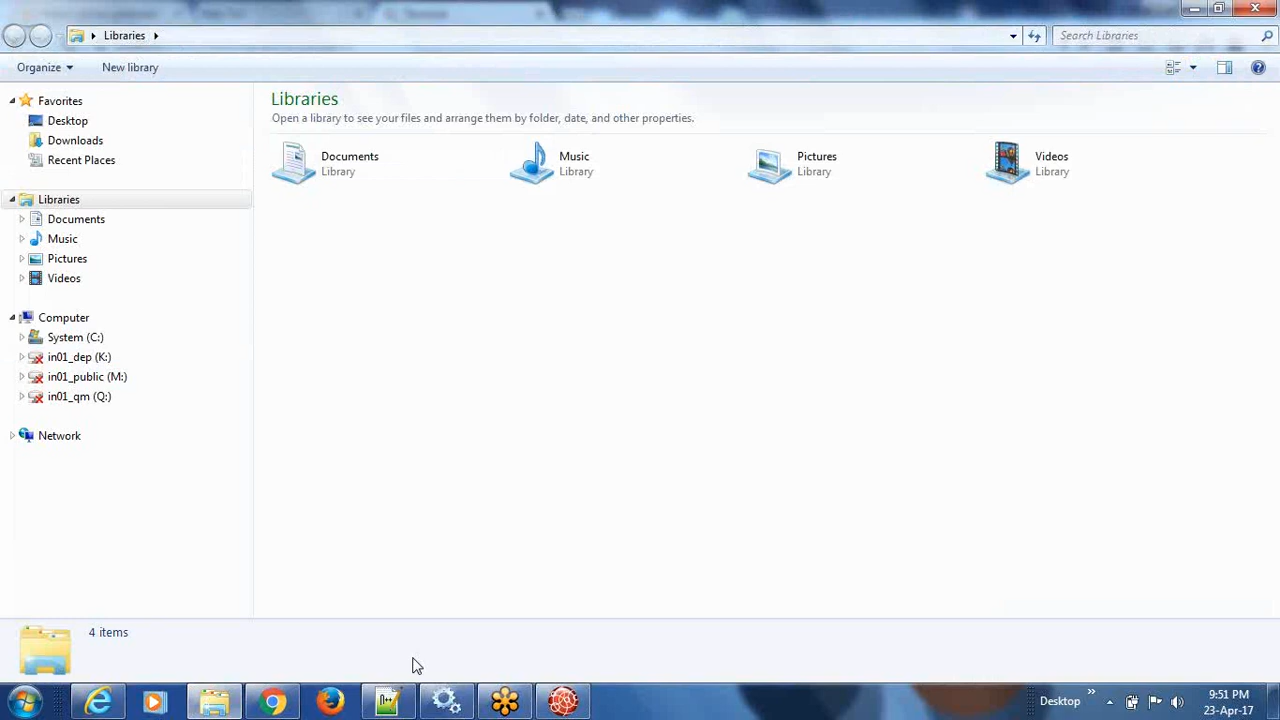 Libraries
Search Libraries
Organize
New library
Favorites
Desktop
Downloads
Recent Places
Libraries
Documents
Music
Pictures
Videos
Computer
System (C:)
in01_dep (K:)
in01_public (M:)
in01_qm (Q:)
Network
Libraries
Open a library to see your files and arrange them by folder, date, and other properties.
Documents
Library
Music
Library
Pictures
Library
Videos
Library
4 items
Desktop
9:51 PM
23-Apr-17